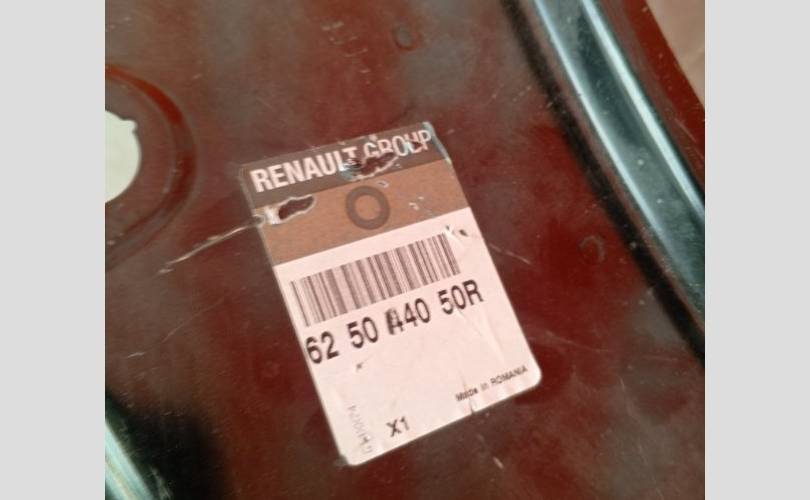 RENAULT GROUP
62 50 440 50R
Made in ROMANIA
X1